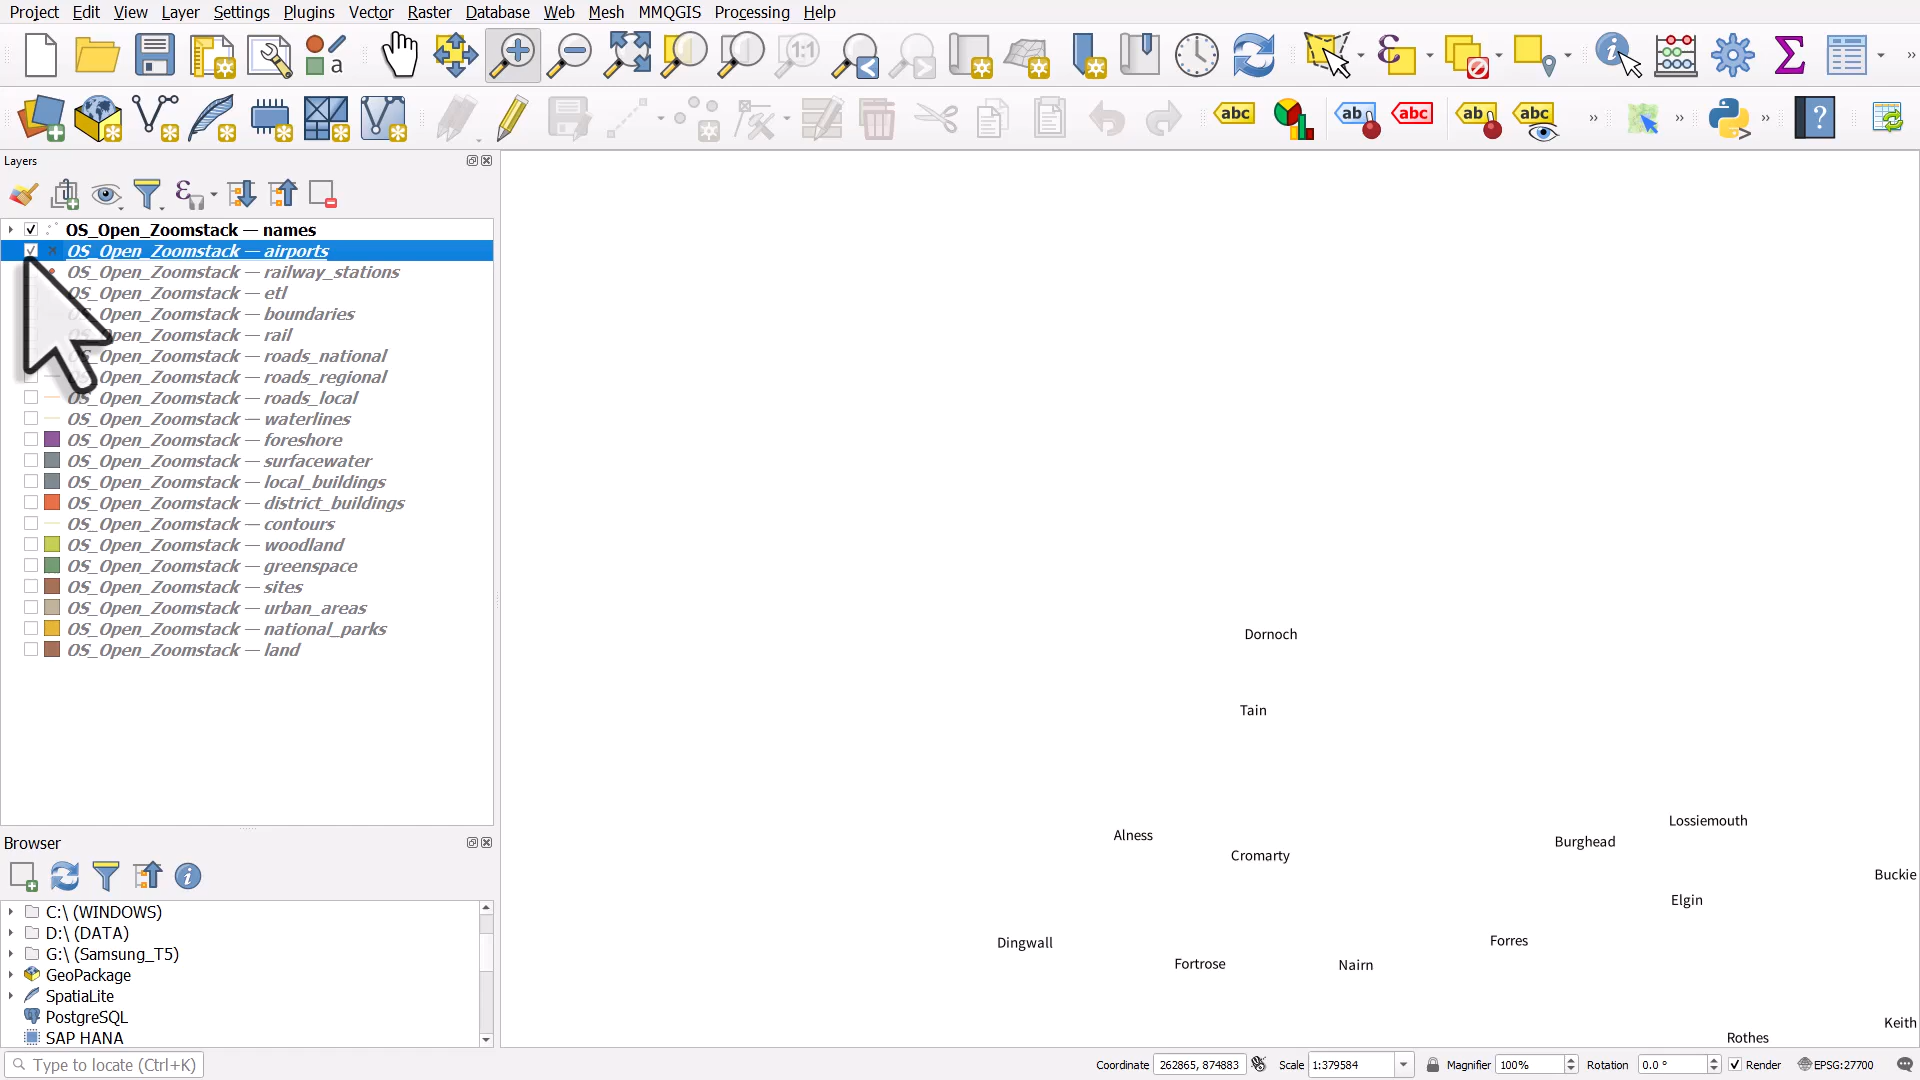 Project Edit View Layer Settings Plugins Vector Raster Database Web Mesh MMQGIS Processing Help
Layers
OS_Open_Zoomstack — names
OS_Open_Zoomstack — airports
OS_Open_Zoomstack — railway_stations
OS_Open_Zoomstack — etl
OS_Open_Zoomstack — boundaries
Open_Zoomstack — rail
Open_Zoomstack — roads_national
OS_Open_Zoomstack — roads_regional
OS_Open_Zoomstack — roads_local
OS_Open_Zoomstack — waterlines
OS_Open_Zoomstack — foreshore
OS_Open_Zoomstack — surfacewater
OS_Open_Zoomstack — local_buildings
OS_Open_Zoomstack — district_buildings
OS_Open_Zoomstack — contours
OS_Open_Zoomstack — woodland
OS_Open_Zoomstack — greenspace
OS_Open_Zoomstack — sites
OS_Open_Zoomstack — urban_areas
OS_Open_Zoomstack — national_parks
OS_Open_Zoomstack — land
Browser
C:\ (WINDOWS)
D:\ (DATA)
G:\ (Samsung_T5)
GeoPackage
SpatiaLite
PostgreSQL
SAP HANA
Dornoch
Tain
Lossiemouth
Alness
Burghead
Cromarty
Buckie
Elgin
Forres
Dingwall
Fortrose
Nairn
Keith
Rothes
Type to locate (Ctrl+K)
Coordinate 262865, 874883 Scale 1:379584 Magnifier 100% Rotation 0.0 ° Render EPSG:27700